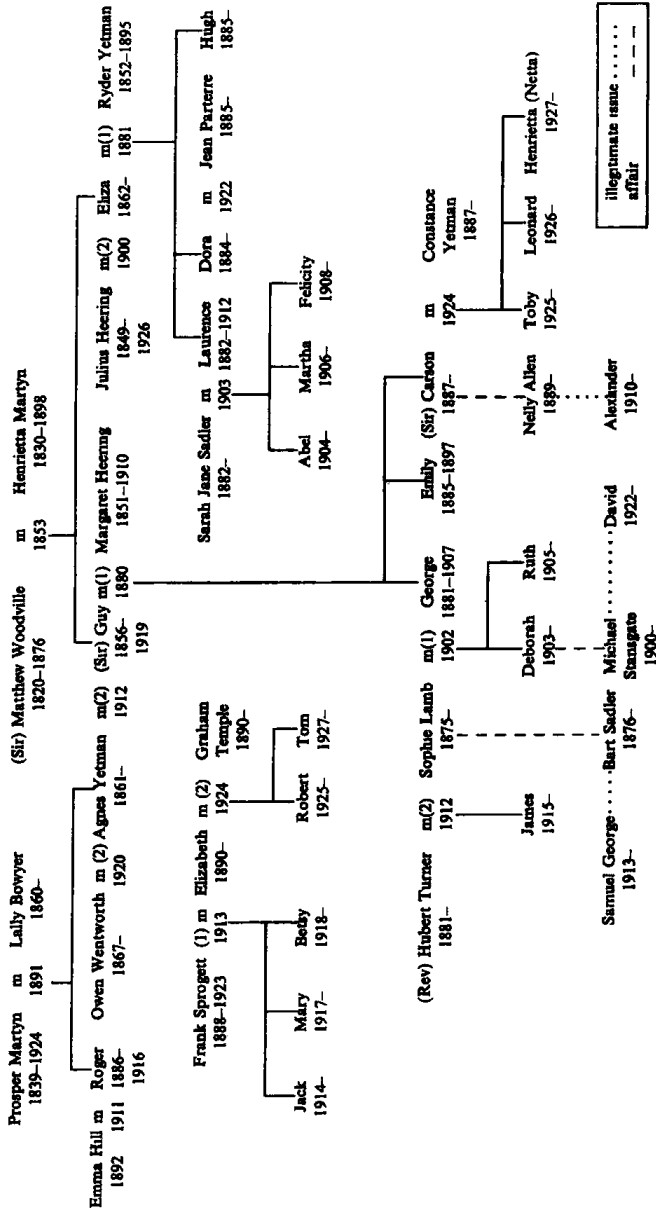 Prosper Martyn m Lally Bowyer
1839–1924 1891 1860–
(Sir) Matthew Woodville m Henrietta Martyn
1820–1876 1853 1830–1898
Emma Hill m Roger Owen Wentworth m (2) Agnes Yetman m(2) (Sir) Guy m(1) Margaret Heering Julius Heering m(2) Eliza m(1) Ryder Yetman
1892 1911 1886– 1867– 1920 1861– 1912 1856– 1880 1851–1910 1849– 1900 1862– 1881 1852–1895
1916 1919 1926
Frank Sprogett (1) m Elizabeth m (2) Graham
Temple
1888–1923 1913 1890– 1924 1890–
Sarah Jane Sadler m Laurence Dora m Jean Parterre Hugh
1882– 1903 1882–1912 1884– 1922 1885– 1885–
Jack Mary Betsy Robert Tom
1914– 1917– 1918– 1925– 1927–
Abel Martha Felicity
1904– 1906– 1908–
(Rev) Hubert Turner m(2) Sophie Lamb m(1) George Emily (Sir) Carson m Constance
Yetman
1881– 1912 1875– 1902 1881–1907 1885–1897 1887– 1924 1887–
James Deborah Ruth Nelly Allen Toby Leonard Henrietta (Netta)
1915– 1903– 1905– 1889– 1925– 1926– 1927–
Samuel George Bart Sadler Michael David Alexander
Stansgate
1913– 1876– 1900– 1922– 1910–
illegitimate issue
affair